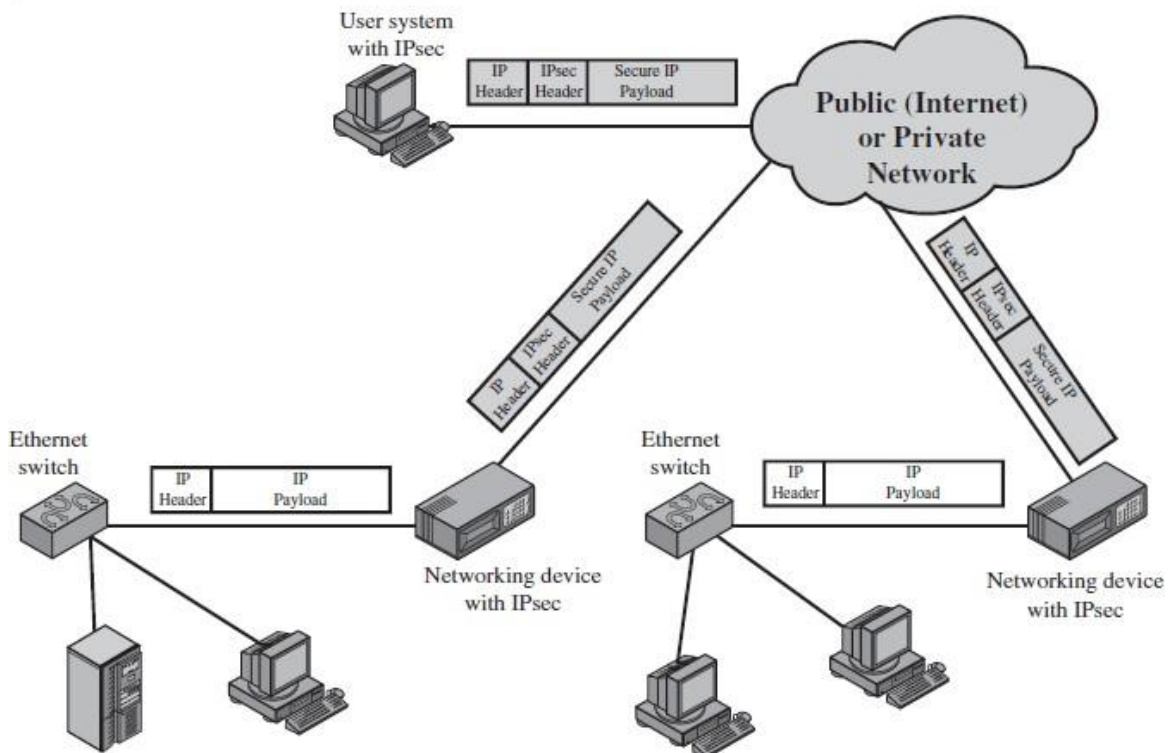 User system
with IPsec
IP
Header
IPsec
Header
Secure IP
Payload
Public (Internet)
or Private
Network
IP
Header
IPsec
Header
Secure IP
Payload
IP
Header
IPsec
Header
Secure IP
Payload
Ethernet
switch
IP
Header
IP
Payload
Networking device
with IPsec
Ethernet
switch
IP
Header
IP
Payload
Networking device
with IPsec